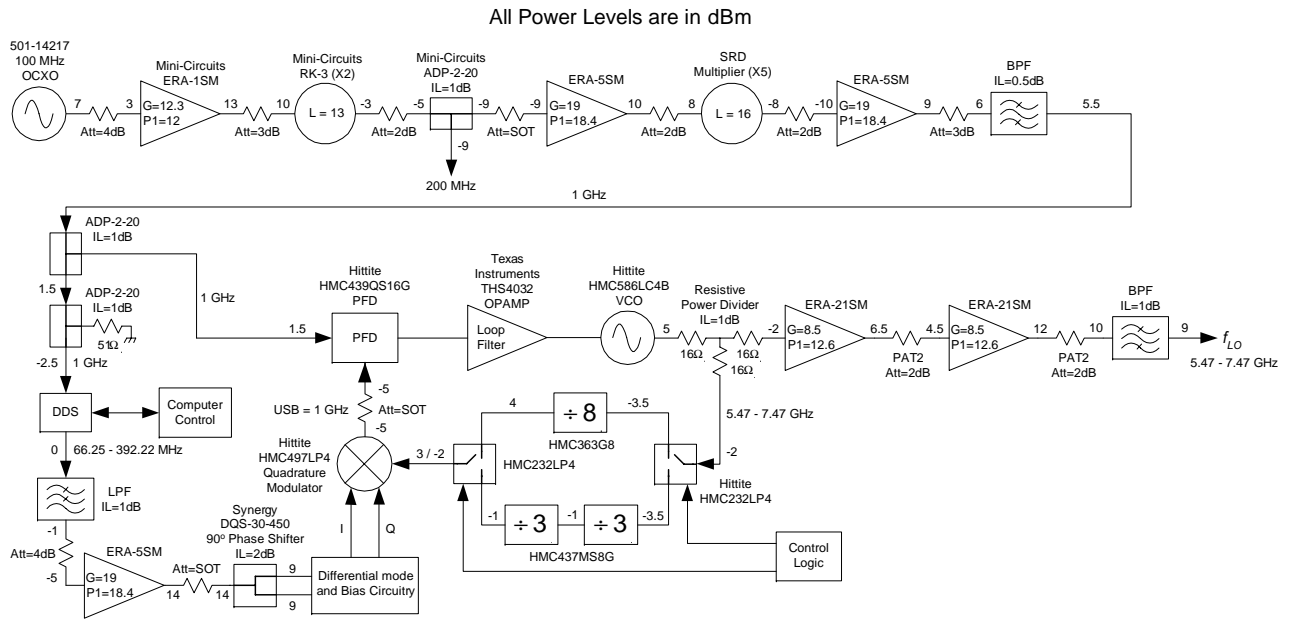 All Power Levels are in dBm
501-14217
100 MHz
OCXO
7
Att=4dB
3
Mini-Circuits
ERA-1SM
G=12.3
P1=12
13
Att=3dB
10
Mini-Circuits
RK-3 (X2)
L = 13
-3
Att=2dB
-5
Mini-Circuits
ADP-2-20
IL=1dB
-9
200 MHz
-9
Att=SOT
-9
ERA-5SM
G=19
P1=18.4
10
Att=2dB
8
SRD
Multiplier (X5)
L = 16
-8
Att=2dB
-10
ERA-5SM
G=19
P1=18.4
9
Att=3dB
6
BPF
IL=0.5dB
5.5
1 GHz
ADP-2-20
IL=1dB
1.5
ADP-2-20
IL=1dB
51Ω
-2.5
1 GHz
1 GHz
1.5
Hittite
HMC439QS16G
PFD
PFD
Texas
Instruments
THS4032
OPAMP
Loop
Filter
Hittite
HMC586LC4B
VCO
5
Resistive
Power Divider
IL=1dB
16Ω
16Ω
16Ω
-2
ERA-21SM
G=8.5
P1=12.6
6.5
PAT2
Att=2dB
4.5
ERA-21SM
G=8.5
P1=12.6
12
PAT2
Att=2dB
10
BPF
IL=1dB
9
fLO
5.47 - 7.47 GHz
DDS
Computer
Control
0
66.25 - 392.22 MHz
LPF
IL=1dB
-1
Att=4dB
-5
ERA-5SM
G=19
P1=18.4
14
Att=SOT
14
Synergy
DQS-30-450
90º Phase Shifter
IL=2dB
9
9
Differential mode
and Bias Circuitry
I
Q
Hittite
HMC497LP4
Quadrature
Modulator
USB = 1 GHz
-5
Att=SOT
-5
3 / -2
HMC232LP4
4
÷ 8
-3.5
HMC363G8
5.47 - 7.47 GHz
-2
Hittite
HMC232LP4
-1
÷ 3
-1
÷ 3
-3.5
HMC437MS8G
Control
Logic